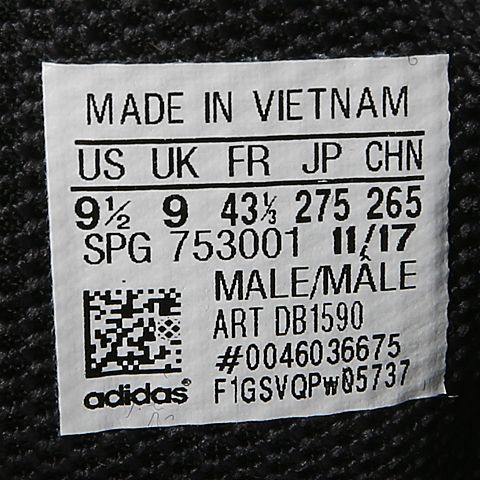 MADE IN VIETNAM
US UK FR JP CHN
9½ 9 43⅓ 275 265
SPG 753001 11/17
MALE/MÂLE
ART DB1590
#0046036675
adidas® F1GSVQPw05737